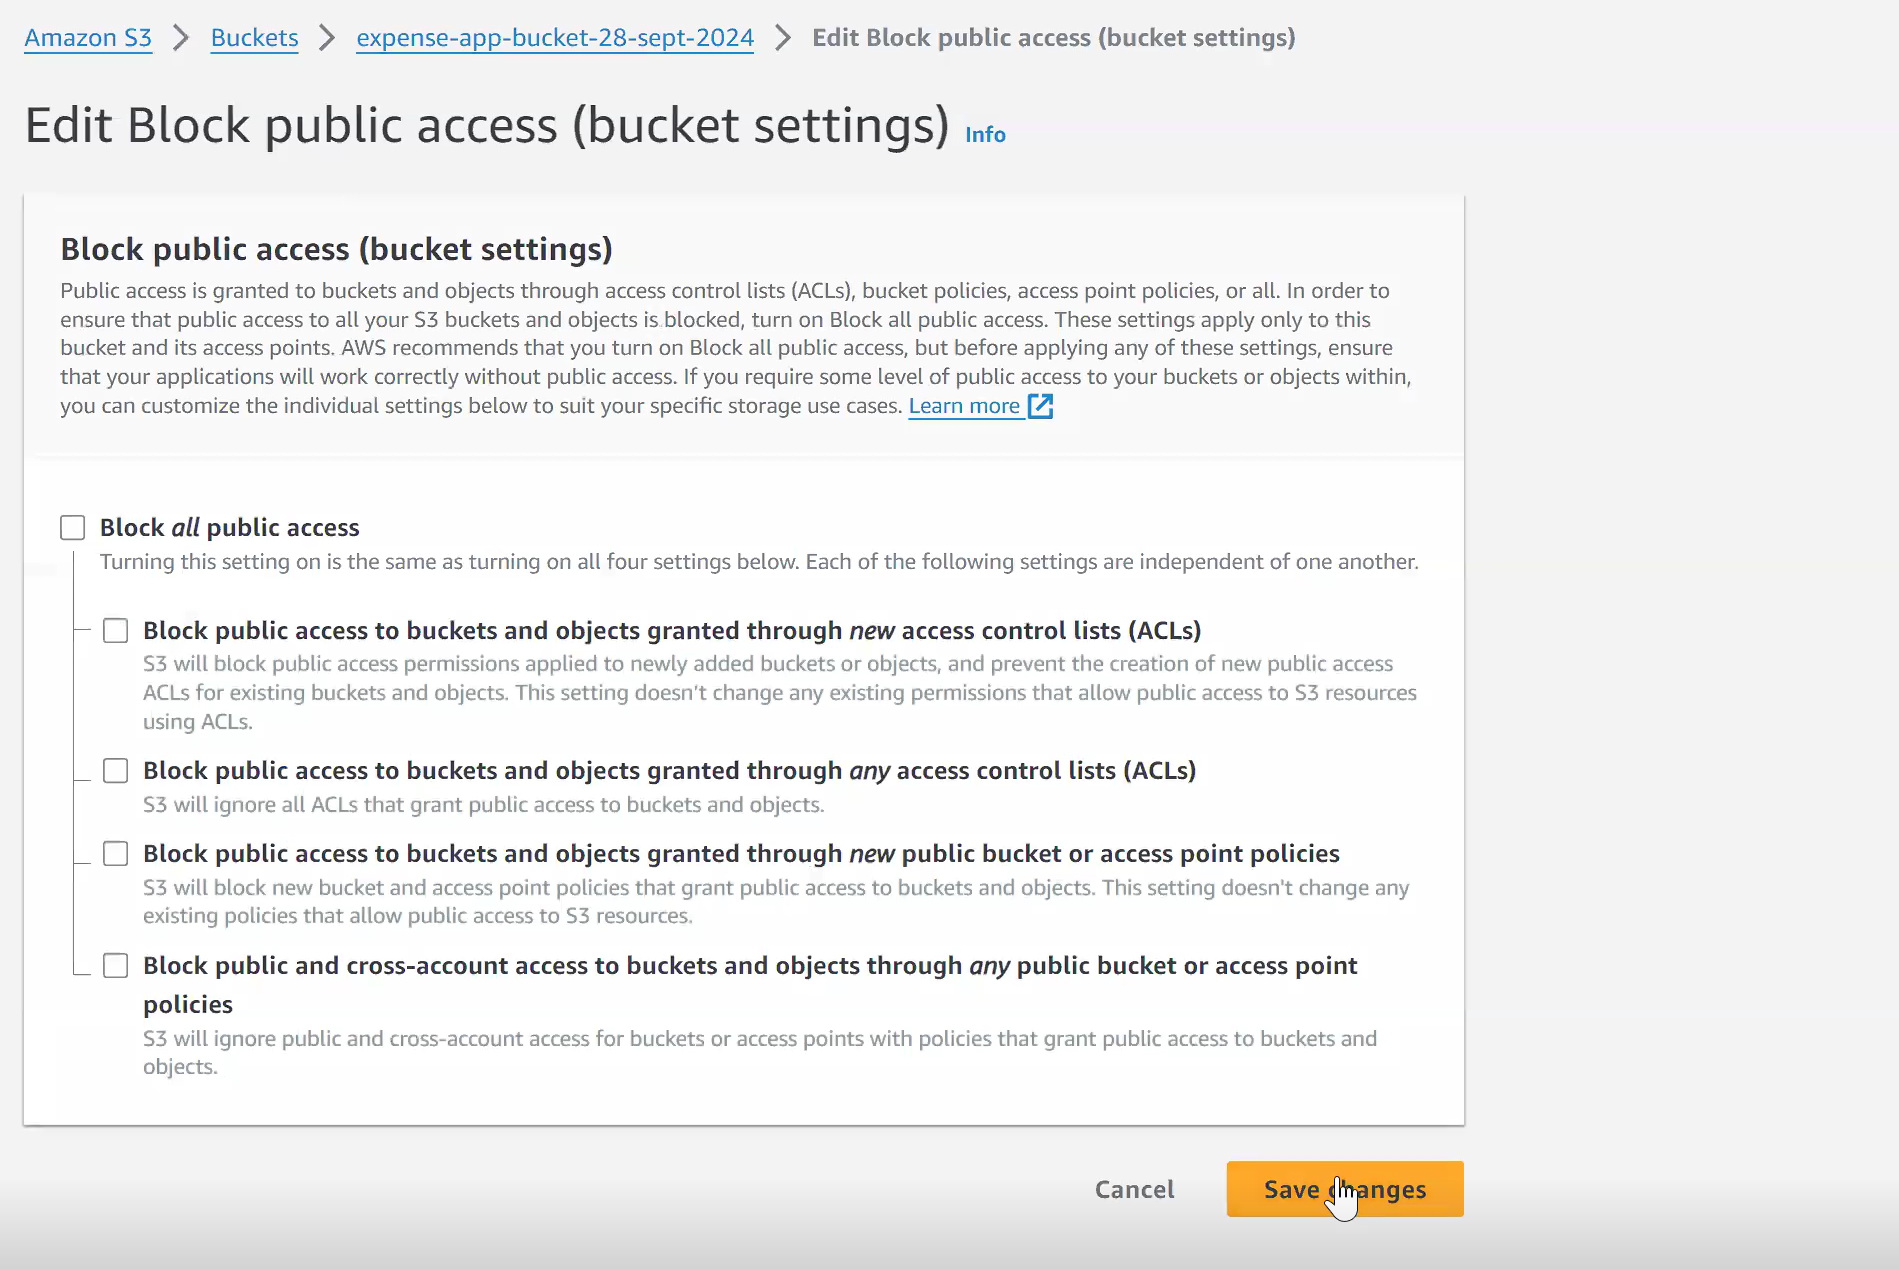 Amazon S3 > Buckets > expense-app-bucket-28-sept-2024 > Edit Block public access (bucket settings)
Edit Block public access (bucket settings) Info
Block public access (bucket settings)
Public access is granted to buckets and objects through access control lists (ACLs), bucket policies, access point policies, or all. In order to
ensure that public access to all your S3 buckets and objects is blocked, turn on Block all public access. These settings apply only to this
bucket and its access points. AWS recommends that you turn on Block all public access, but before applying any of these settings, ensure
that your applications will work correctly without public access. If you require some level of public access to your buckets or objects within,
you can customize the individual settings below to suit your specific storage use cases. Learn more
Block all public access
Turning this setting on is the same as turning on all four settings below. Each of the following settings are independent of one another.
Block public access to buckets and objects granted through new access control lists (ACLs)
S3 will block public access permissions applied to newly added buckets or objects, and prevent the creation of new public access
ACLs for existing buckets and objects. This setting doesn't change any existing permissions that allow public access to S3 resources
using ACLs.
Block public access to buckets and objects granted through any access control lists (ACLs)
S3 will ignore all ACLs that grant public access to buckets and objects.
Block public access to buckets and objects granted through new public bucket or access point policies
S3 will block new bucket and access point policies that grant public access to buckets and objects. This setting doesn't change any
existing policies that allow public access to S3 resources.
Block public and cross-account access to buckets and objects through any public bucket or access point
policies
S3 will ignore public and cross-account access for buckets or access points with policies that grant public access to buckets and
objects.
Cancel Save changes